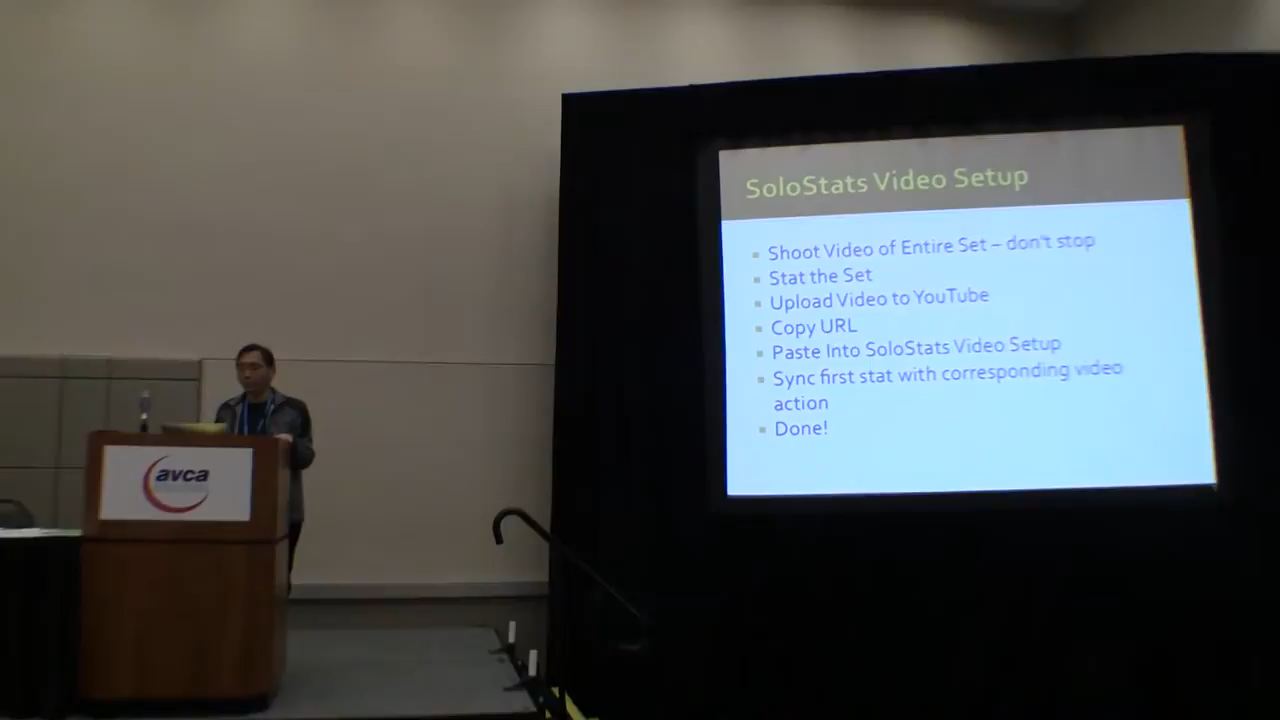 SoloStats Video Setup
Shoot Video of Entire Set – don't stop
Stat the Set
Upload Video to YouTube
Copy URL
Paste Into SoloStats Video Setup
Sync first stat with corresponding video
action
Done!
avca